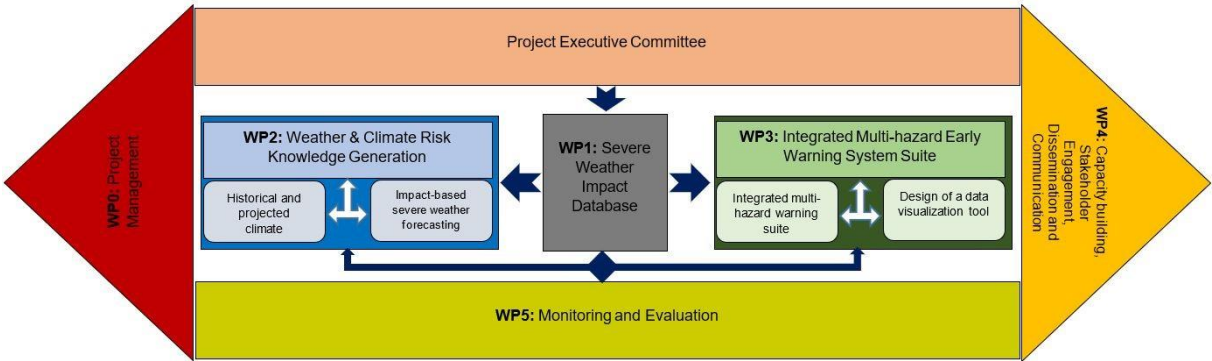 Project Executive Committee
WP0: Project
Management
WP2: Weather & Climate Risk
Knowledge Generation
Historical and
projected
climate
Impact-based
severe weather
forecasting
WP1: Severe
Weather
Impact
Database
WP3: Integrated Multi-hazard Early
Warning System Suite
Integrated multi-
hazard warning
suite
Design of a data
visualization tool
WP4: Capacity building,
Stakeholder
Engagement,
Dissemination and
Communication
WP5: Monitoring and Evaluation